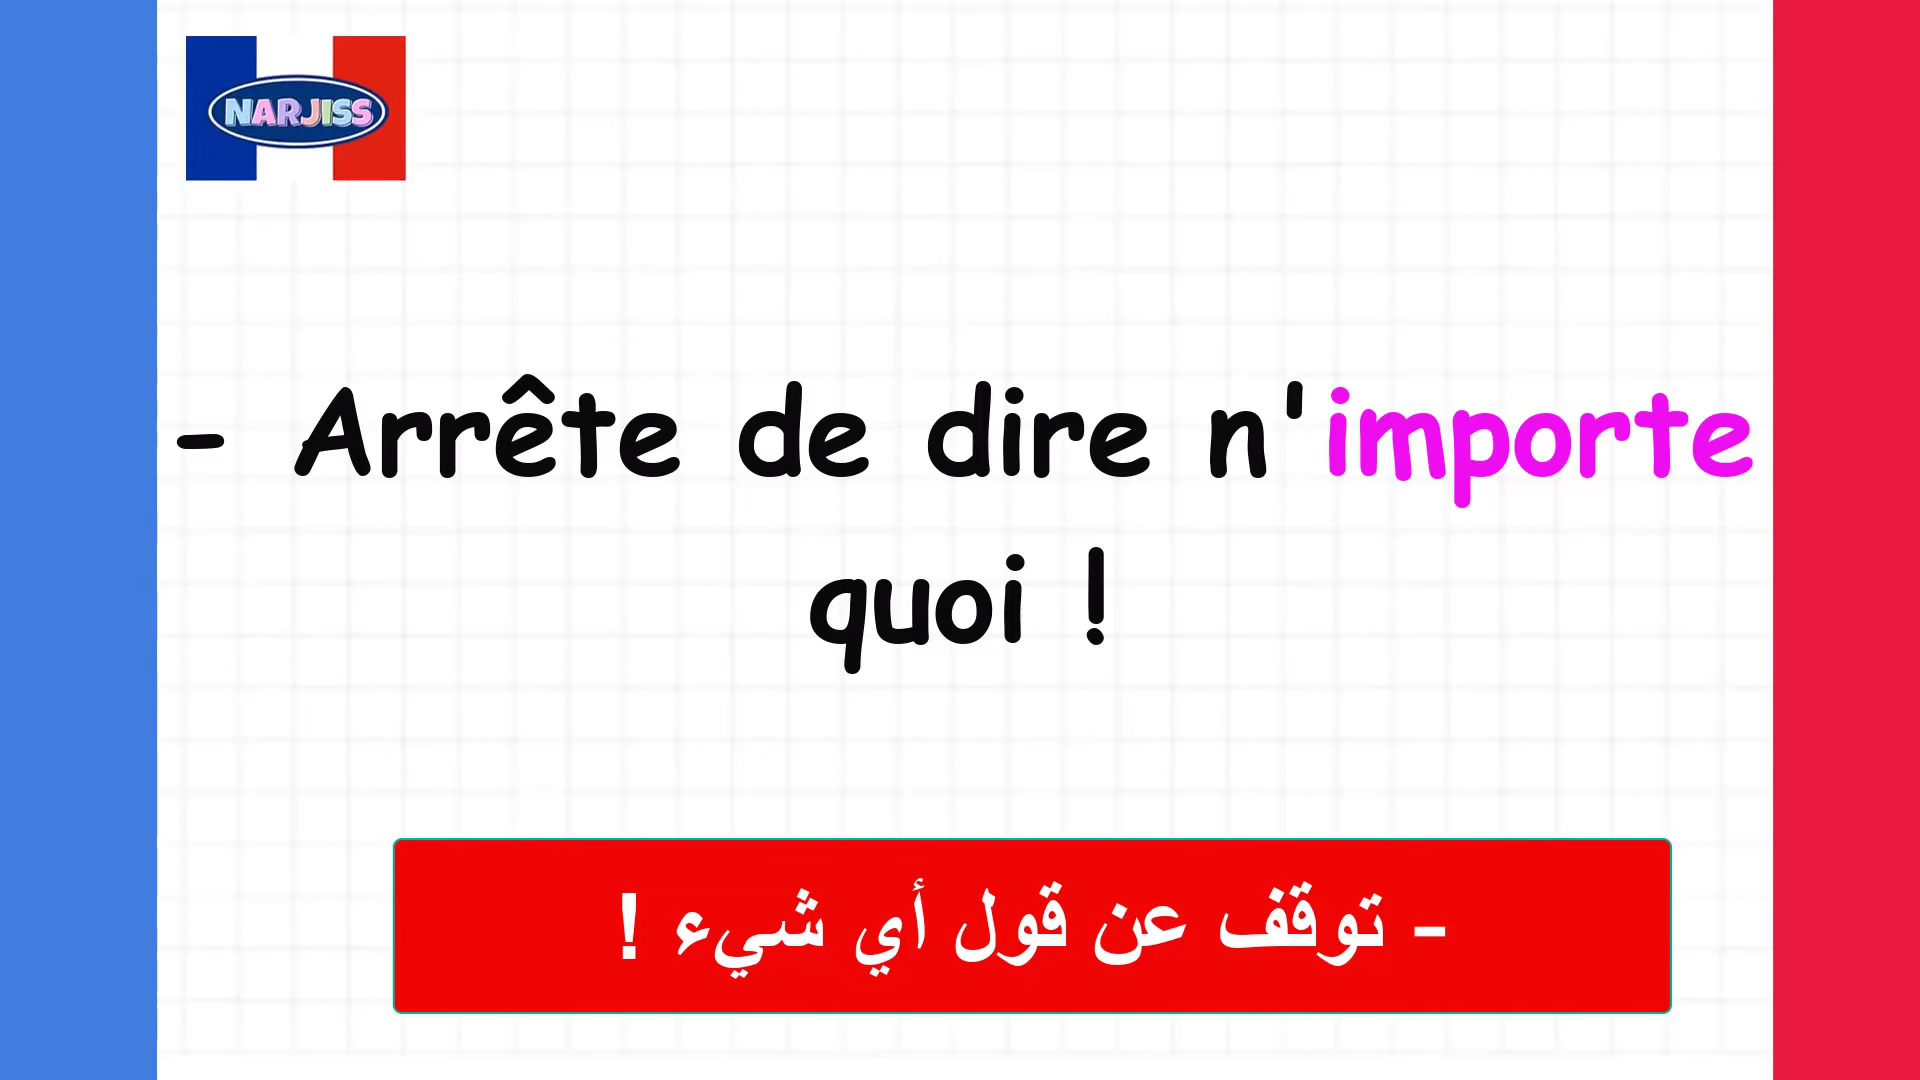 NARJISS
- Arrête de dire n'importe
quoi !
- توقف عن قول أي شيء !